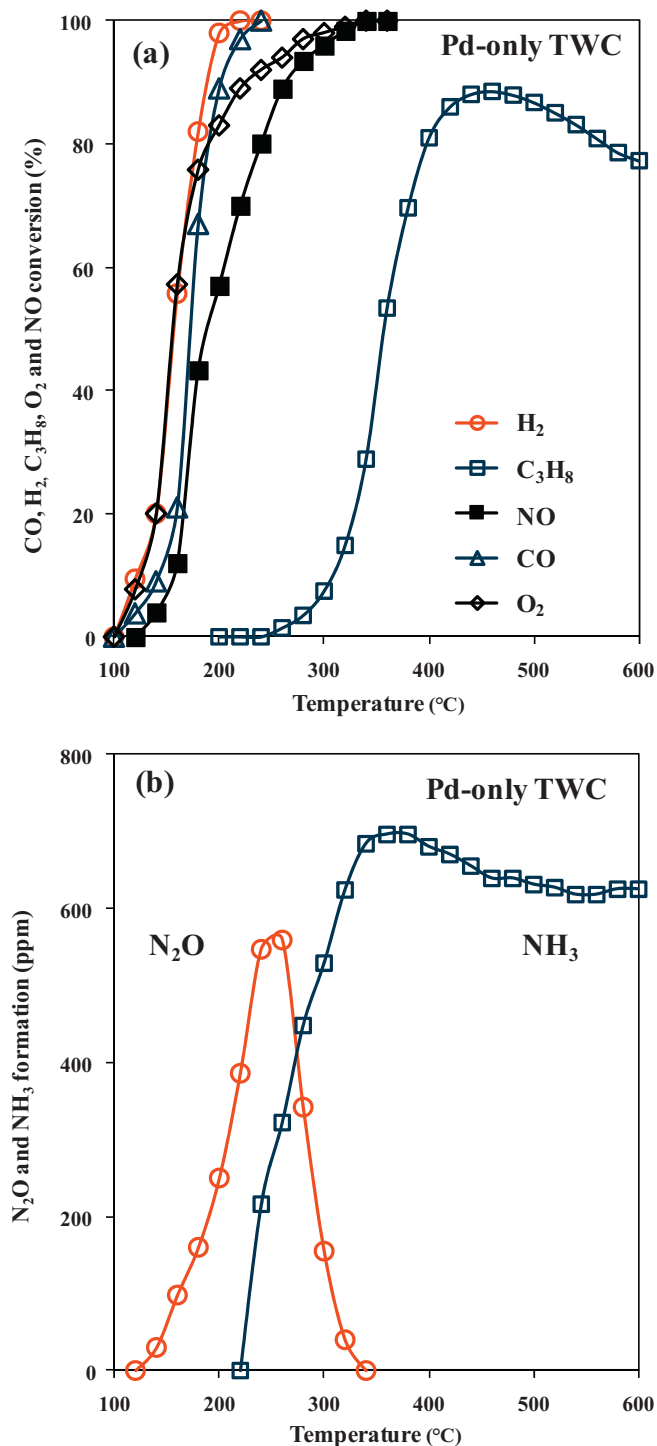 (a)
Pd-only TWC
CO, H₂, C₃H₈, O₂ and NO conversion (%)
100
80
60
40
20
0
H₂
C₃H₈
NO
CO
O₂
100 200 300 400 500 600
Temperature (°C)
(b)
Pd-only TWC
N₂O and NH₃ formation (ppm)
800
600
400
200
0
N₂O
NH₃
100 200 300 400 500 600
Temperature (°C)